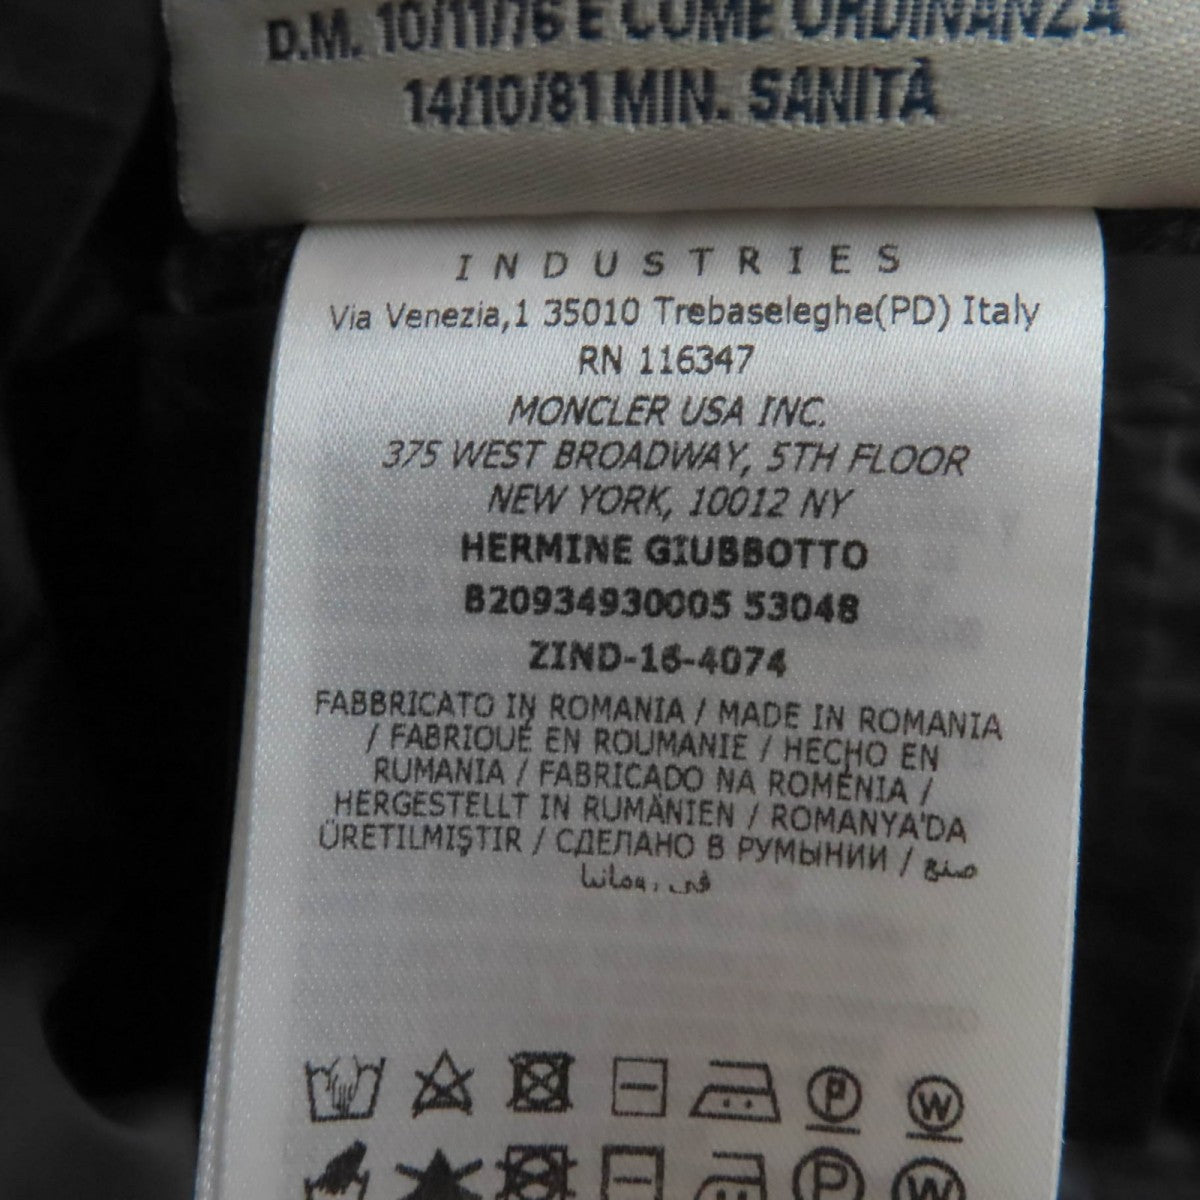 D.M. 10/11/76 E COME ORDINANZA
14/10/81 MIN. SANITÀ
INDUSTRIES
Via Venezia,1 35010 Trebaseleghe(PD) Italy
RN 116347
MONCLER USA INC.
375 WEST BROADWAY, 5TH FLOOR
NEW YORK, 10012 NY
HERMINE GIUBBOTTO
B20934930005 53048
ZIND-16-4074
FABBRICATO IN ROMANIA / MADE IN ROMANIA
/ FABRIQUÉ EN ROUMANIE / HECHO EN
RUMANIA / FABRICADO NA ROMÉNIA /
HERGESTELLT IN RUMÄNIEN / ROMANYA'DA
ÜRETILMIŞTIR / СДЕЛАНО В РУМЫНИИ / صنع
في رومانيا
P W
P W